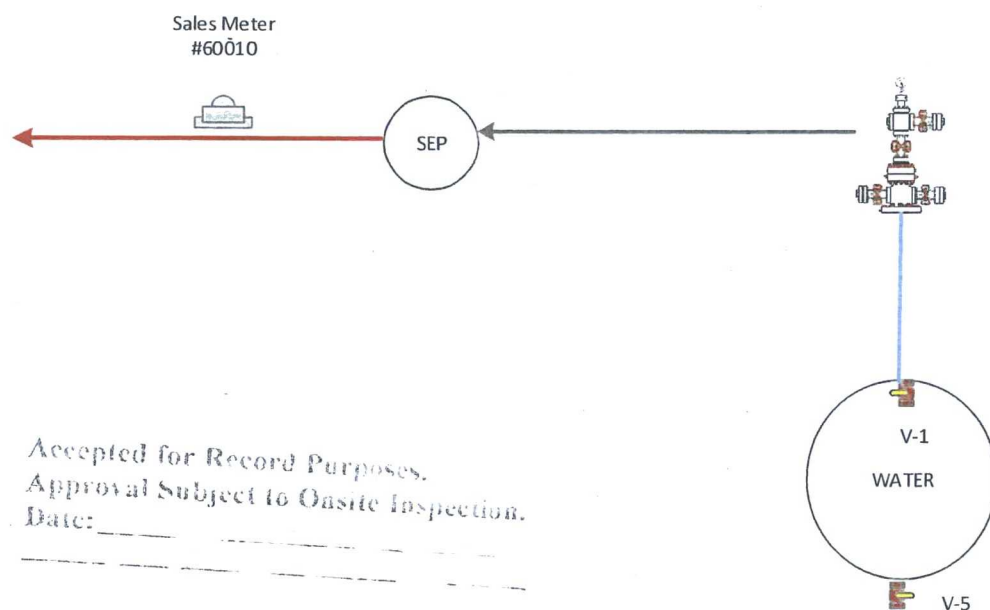 Sales Meter
#60010
SEP
V-1
WATER
Accepted for Record Purposes.
Approval Subject to Onsite Inspection.
Date:
V-5